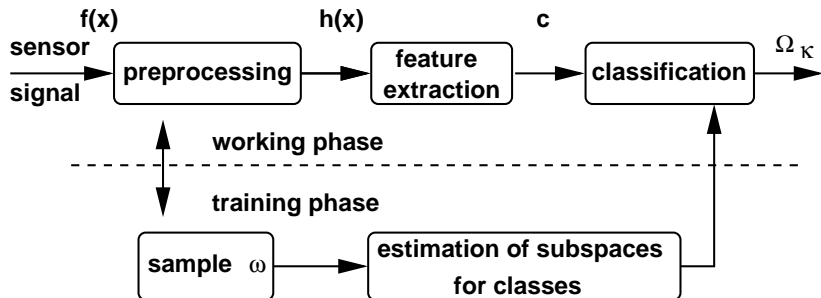 f(x) h(x) c
sensor
signal
preprocessing
feature
extraction
classification
Ω κ
working phase
training phase
sample ω
estimation of subspaces
for classes